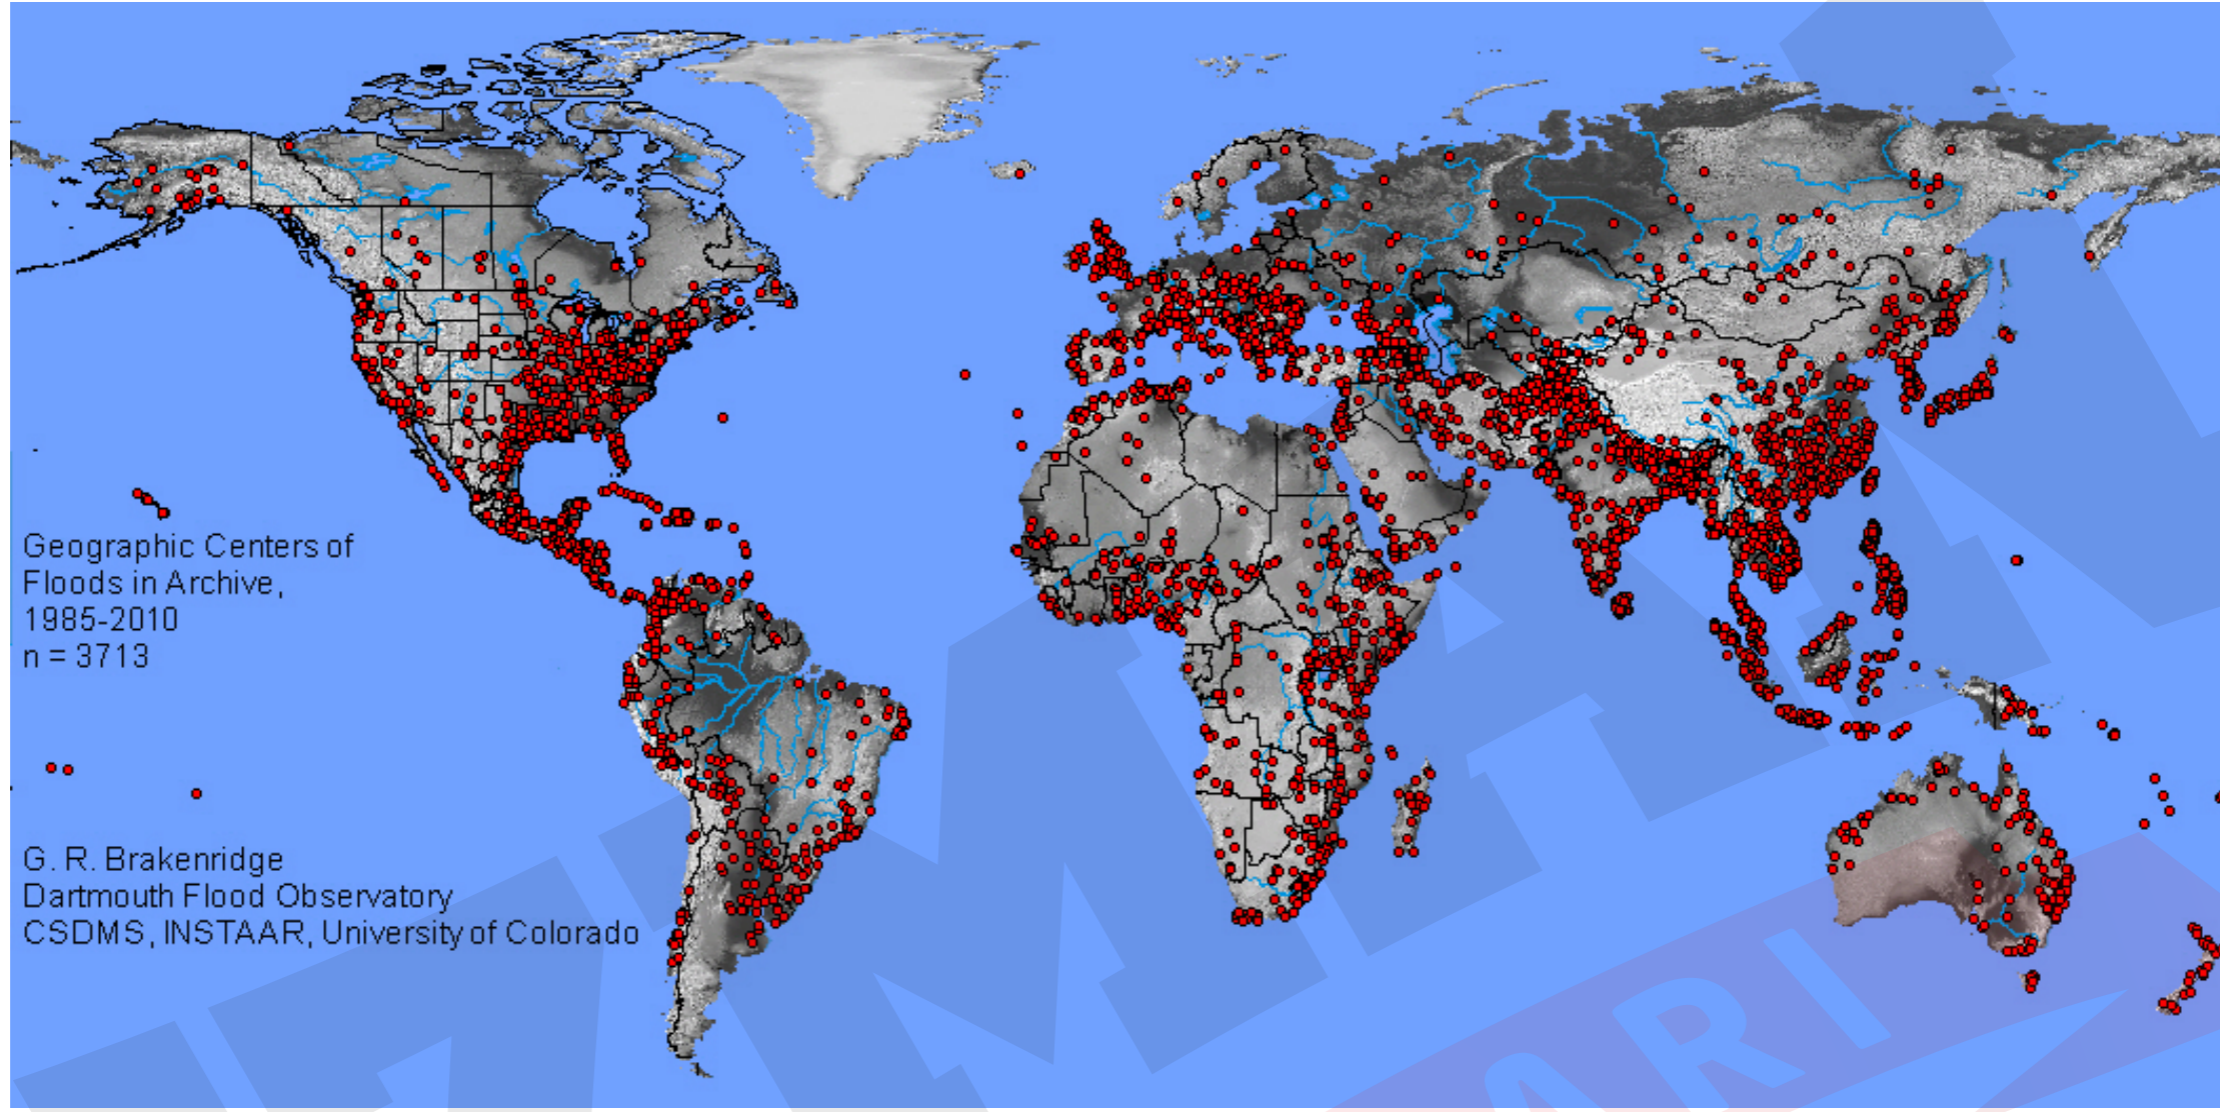 Geographic Centers of
Floods in Archive,
1985-2010
n = 3713
G. R. Brakenridge
Dartmouth Flood Observatory
CSDMS, INSTAAR, University of Colorado